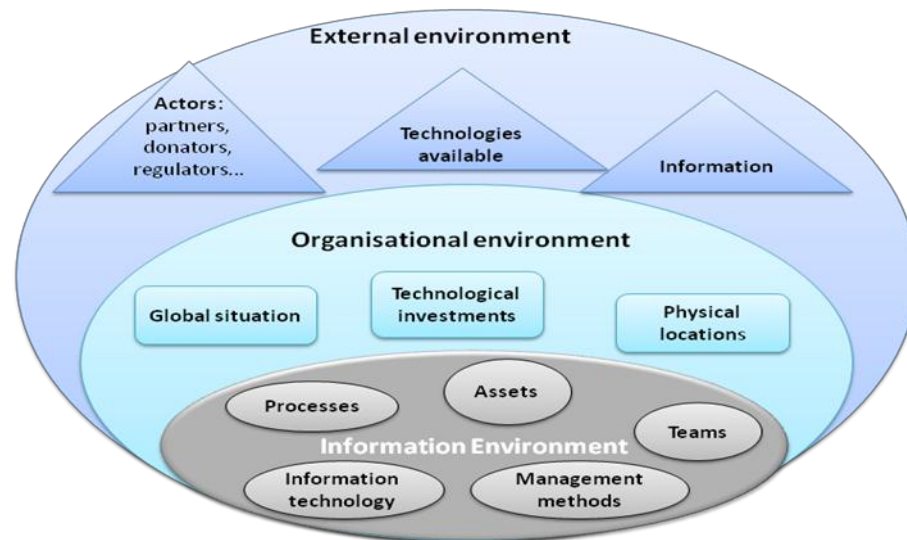 External environment
Actors:
partners,
donators,
regulators...
Technologies
available
Information
Organisational environment
Global situation
Technological
investments
Physical
locations
Processes
Assets
Teams
Information Environment
Information
technology
Management
methods